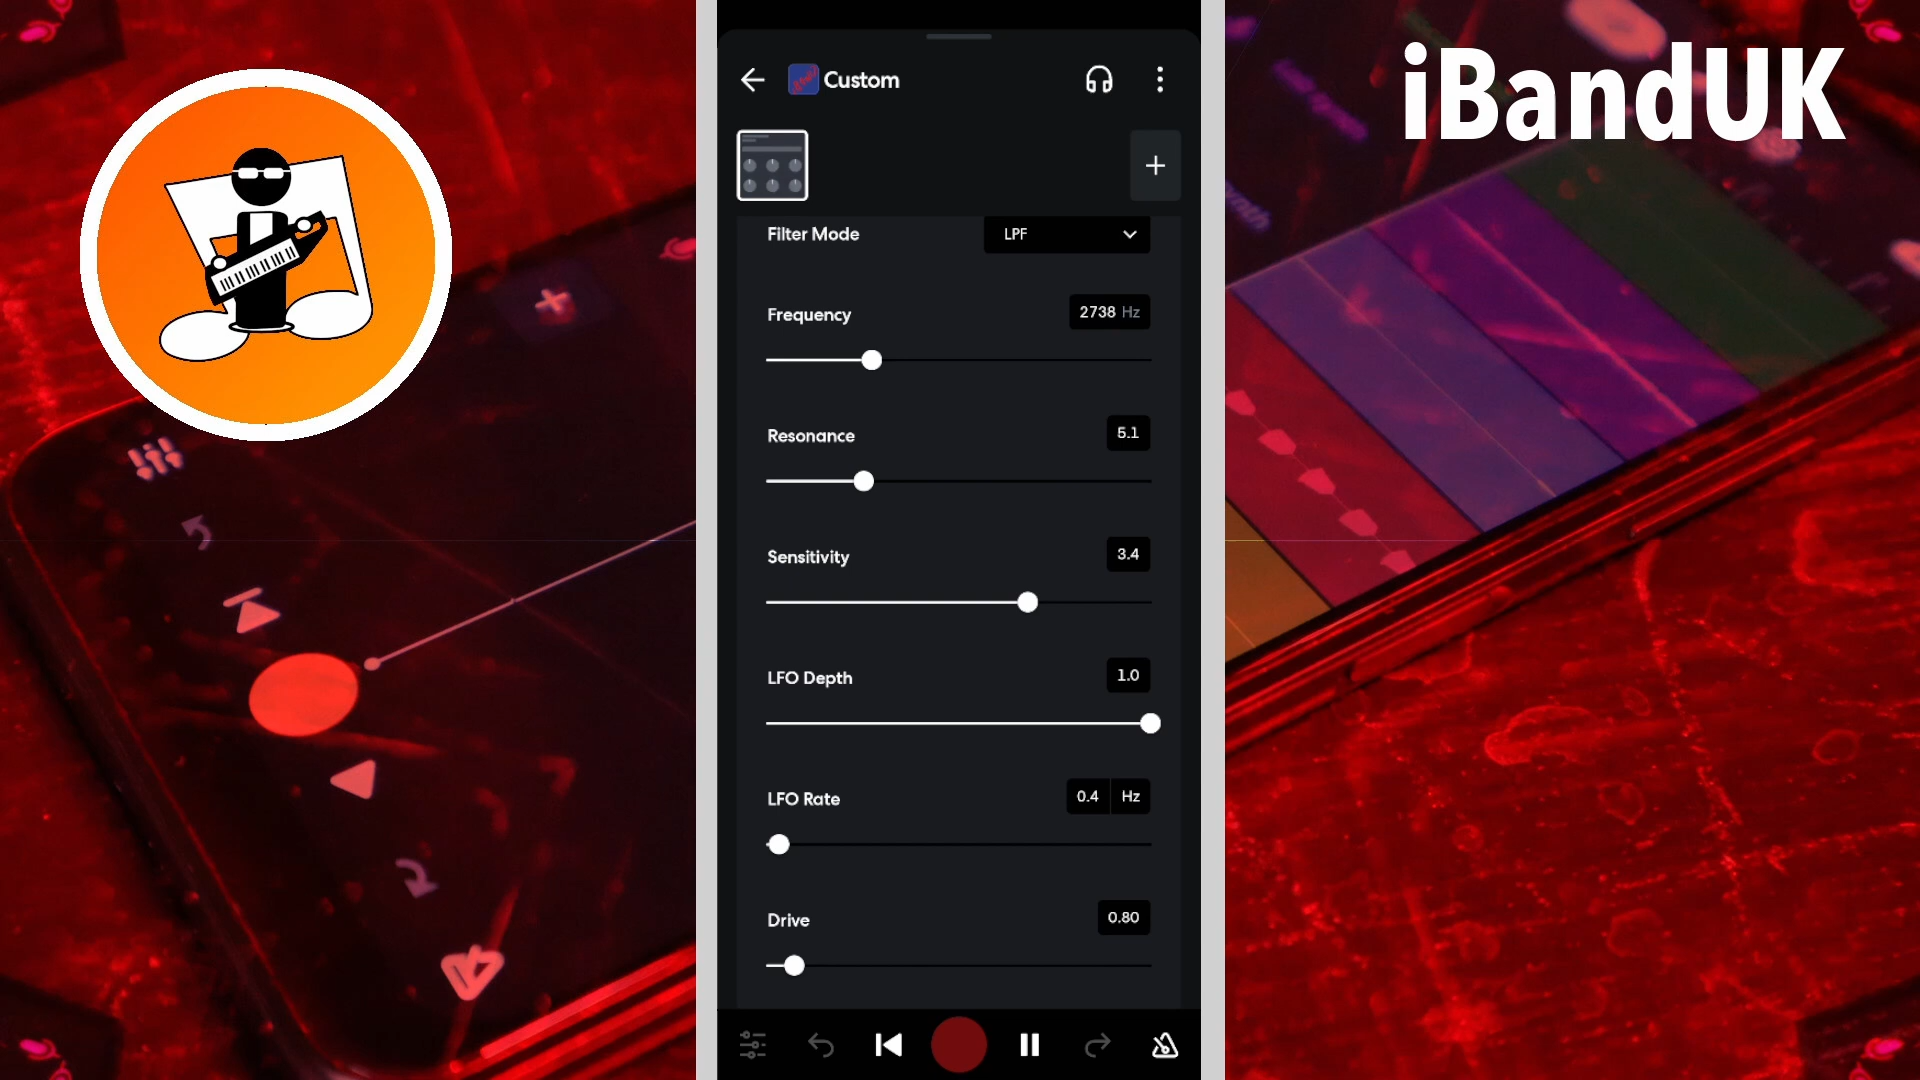 iBandUK
Custom
Filter Mode LPF
Frequency 2738 Hz
Resonance 5.1
Sensitivity 3.4
LFO Depth 1.0
LFO Rate 0.4 Hz
Drive 0.80